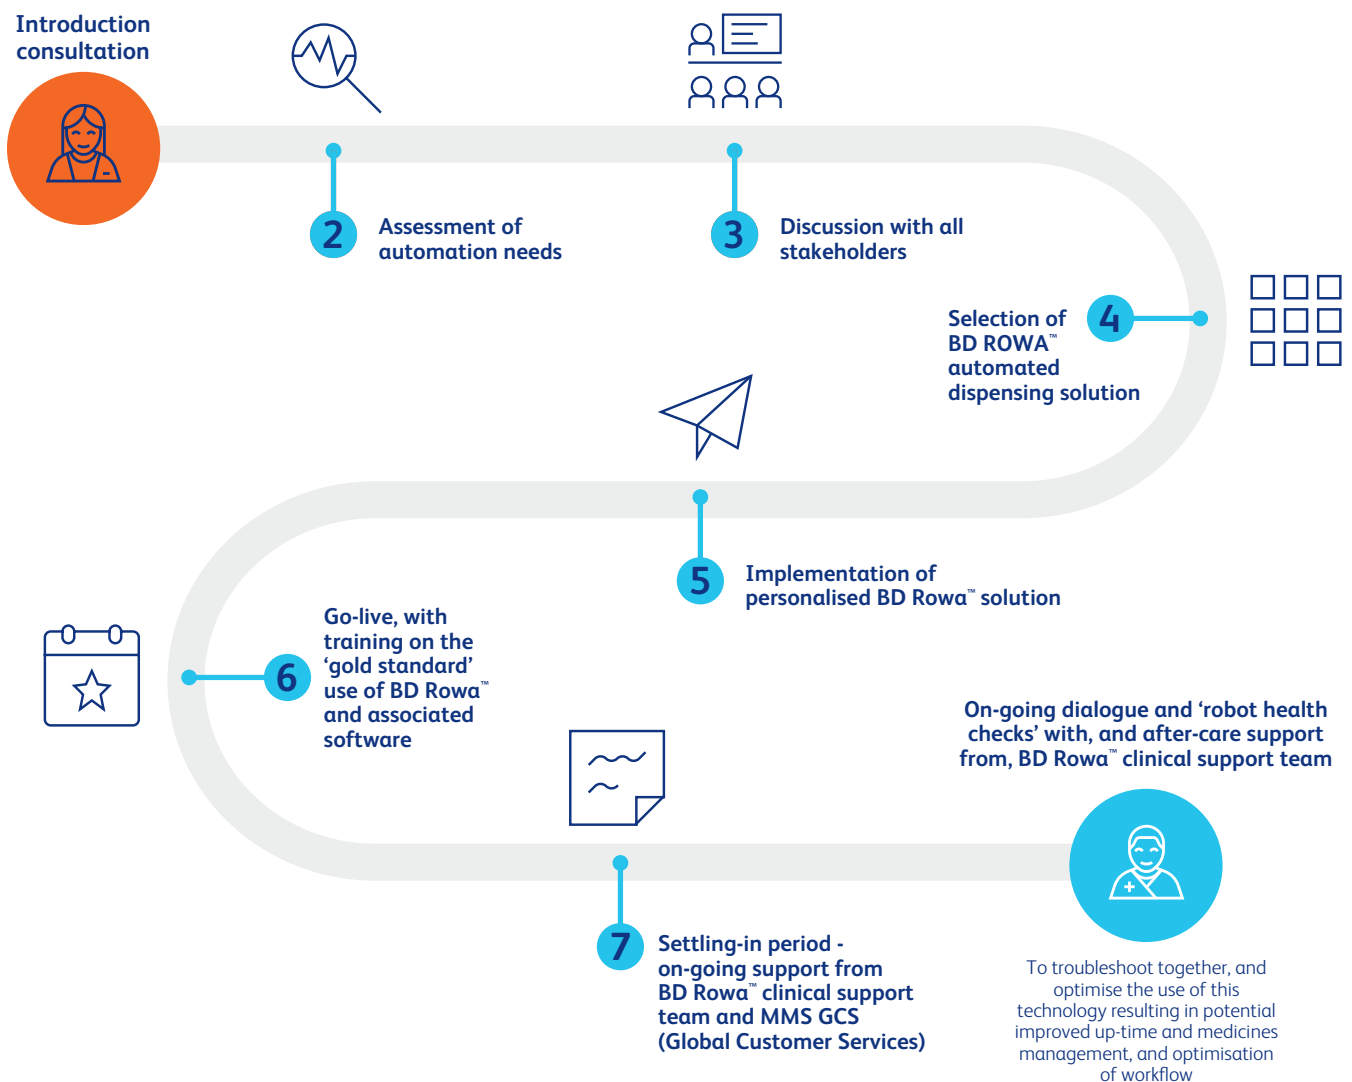 Introduction
consultation
2
Assessment of
automation needs
3
Discussion with all
stakeholders
4
Selection of
BD ROWA™
automated
dispensing solution
5
Implementation of
personalised BD Rowa™ solution
6
Go-live, with
training on the
‘gold standard’
use of BD Rowa™
and associated
software
7
Settling-in period -
on-going support from
BD Rowa™ clinical support
team and MMS GCS
(Global Customer Services)
On-going dialogue and ‘robot health
checks’ with, and after-care support
from, BD Rowa™ clinical support team
To troubleshoot together, and
optimise the use of this
technology resulting in potential
improved up-time and medicines
management, and optimisation
of workflow